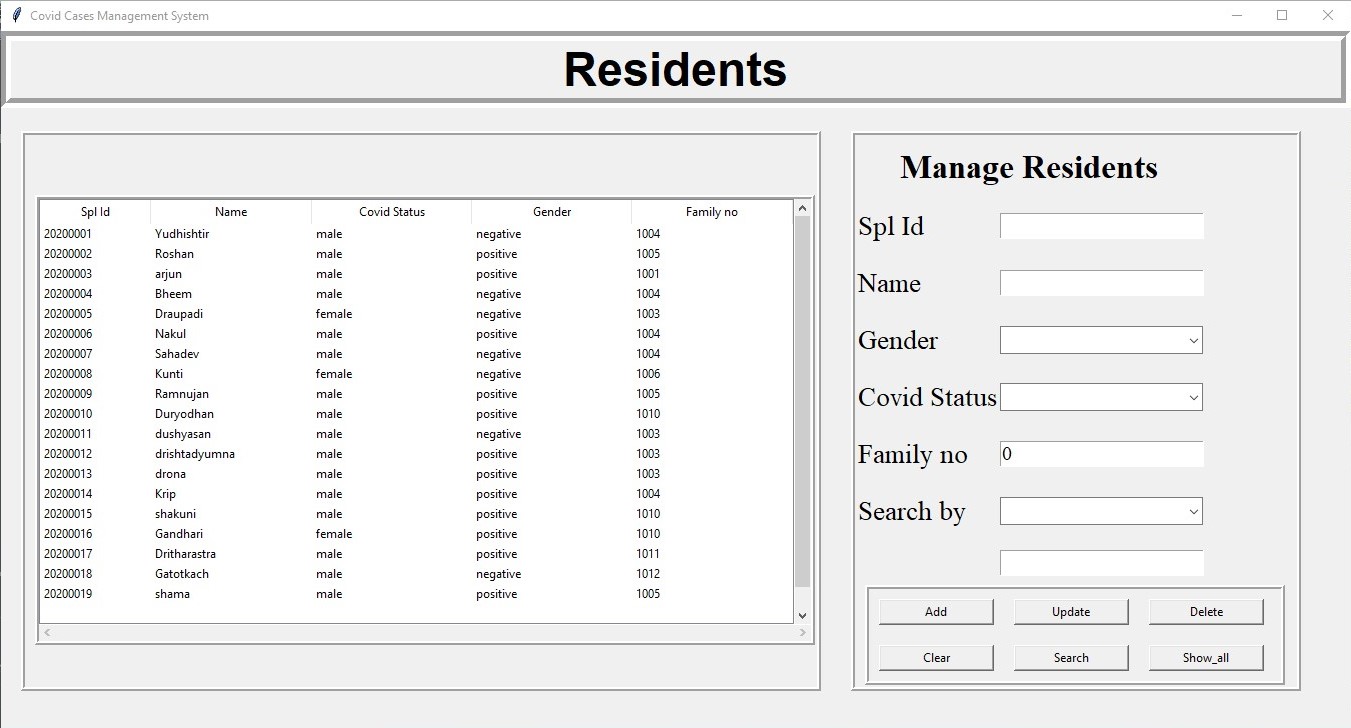 Covid Cases Management System
Residents
Spl Id Name Covid Status Gender Family no
20200001 Yudhishtir male negative 1004
20200002 Roshan male positive 1005
20200003 arjun male positive 1001
20200004 Bheem male negative 1004
20200005 Draupadi female negative 1003
20200006 Nakul male positive 1004
20200007 Sahadev male negative 1004
20200008 Kunti female negative 1006
20200009 Ramnujan male positive 1005
20200010 Duryodhan male positive 1010
20200011 dushyasan male negative 1003
20200012 drishtadyumna male positive 1003
20200013 drona male positive 1003
20200014 Krip male positive 1004
20200015 shakuni male positive 1010
20200016 Gandhari female positive 1010
20200017 Dritharastra male positive 1011
20200018 Gatotkach male negative 1012
20200019 shama male positive 1005
Manage Residents
Spl Id
Name
Gender
Covid Status
Family no 0
Search by
Add Update Delete
Clear Search Show_all